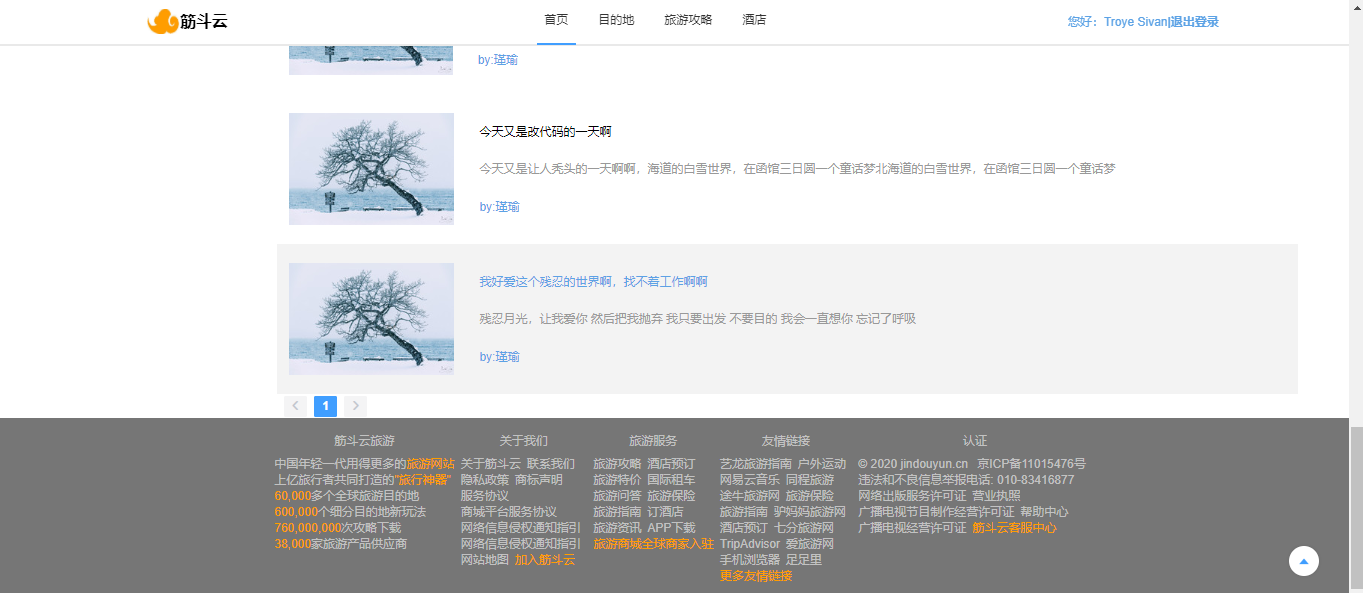 筋斗云 首页 目的地 旅游攻略 酒店 您好：Troye Sivan|退出登录
by:瑾瑜
今天又是改代码的一天啊
今天又是让人秃头的一天啊啊，海道的白雪世界，在函馆三日圆一个童话梦北海道的白雪世界，在函馆三日圆一个童话梦
by:瑾瑜
我好爱这个残忍的世界啊，找不着工作啊啊
残忍月光，让我爱你 然后把我抛弃 我只要出发 不要目的 我会一直想你 忘记了呼吸
by:瑾瑜
1
筋斗云旅游
中国年轻一代用得更多的旅游网站
上亿旅行者共同打造的"旅行神器"
60,000多个全球旅游目的地
600,000个细分目的地新玩法
760,000,000次攻略下载
38,000家旅游产品供应商
关于我们
关于筋斗云 联系我们
隐私政策 商标声明
服务协议
商城平台服务协议
网络信息侵权通知指引
网络信息侵权通知指引
网站地图 加入筋斗云
旅游服务
旅游攻略 酒店预订
旅游特价 国际租车
旅游问答 旅游保险
旅游指南 订酒店
旅游资讯 APP下载
旅游商城全球商家入驻
友情链接
艺龙旅游指南 户外运动
网易云音乐 同程旅游
途牛旅游网 旅游保险
旅游指南 驴妈妈旅游网
酒店预订 七分旅游网
TripAdvisor 爱旅游网
手机浏览器 足足里
更多友情链接
认证
© 2020 jindouyun.cn 京ICP备11015476号
违法和不良信息举报电话: 010-83416877
网络出版服务许可证 营业执照
广播电视节目制作经营许可证 帮助中心
广播电视经营许可证 筋斗云客服中心